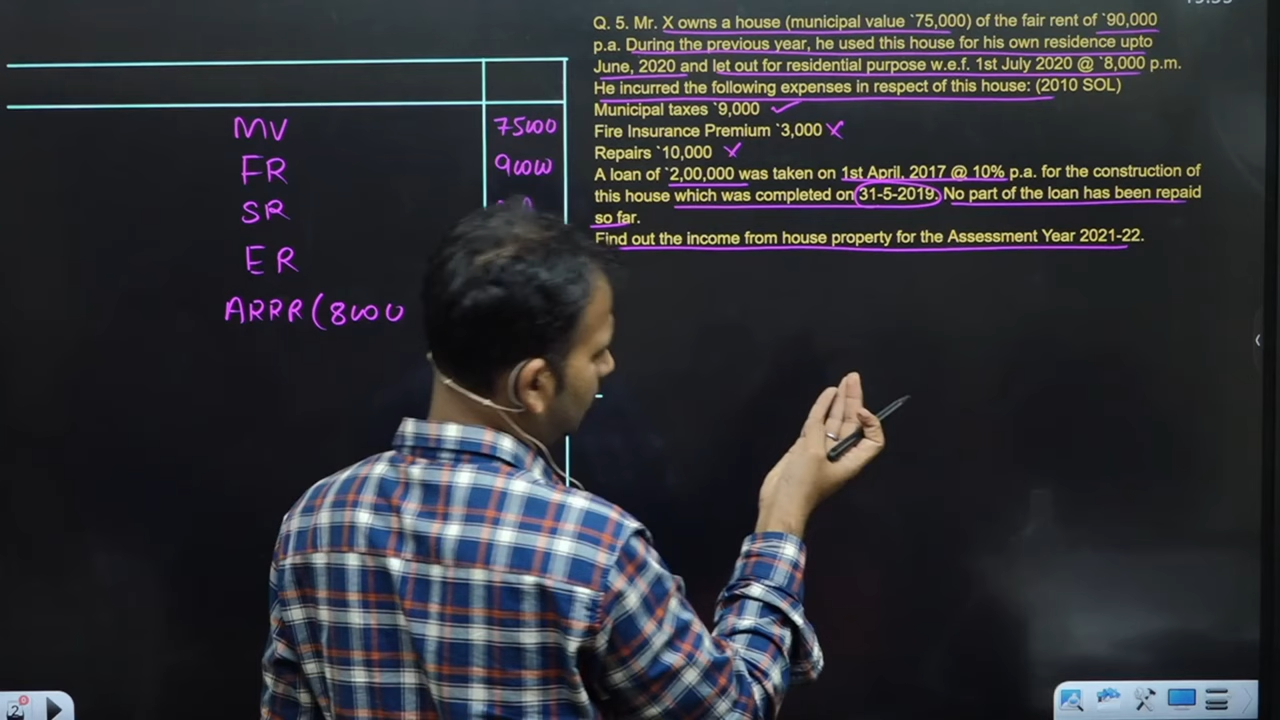 Q. 5. Mr. X owns a house (municipal value `75,000) of the fair rent of `90,000
p.a. During the previous year, he used this house for his own residence upto
June, 2020 and let out for residential purpose w.e.f. 1st July 2020 @ `8,000 p.m.
He incurred the following expenses in respect of this house: (2010 SOL)
Municipal taxes `9,000
Fire Insurance Premium `3,000
Repairs `10,000
A loan of `2,00,000 was taken on 1st April, 2017 @ 10% p.a. for the construction of
this house which was completed on 31-5-2019. No part of the loan has been repaid
so far.
Find out the income from house property for the Assessment Year 2021-22.
MV 75000
FR 90000
SR
ER
ARRR (8000
2